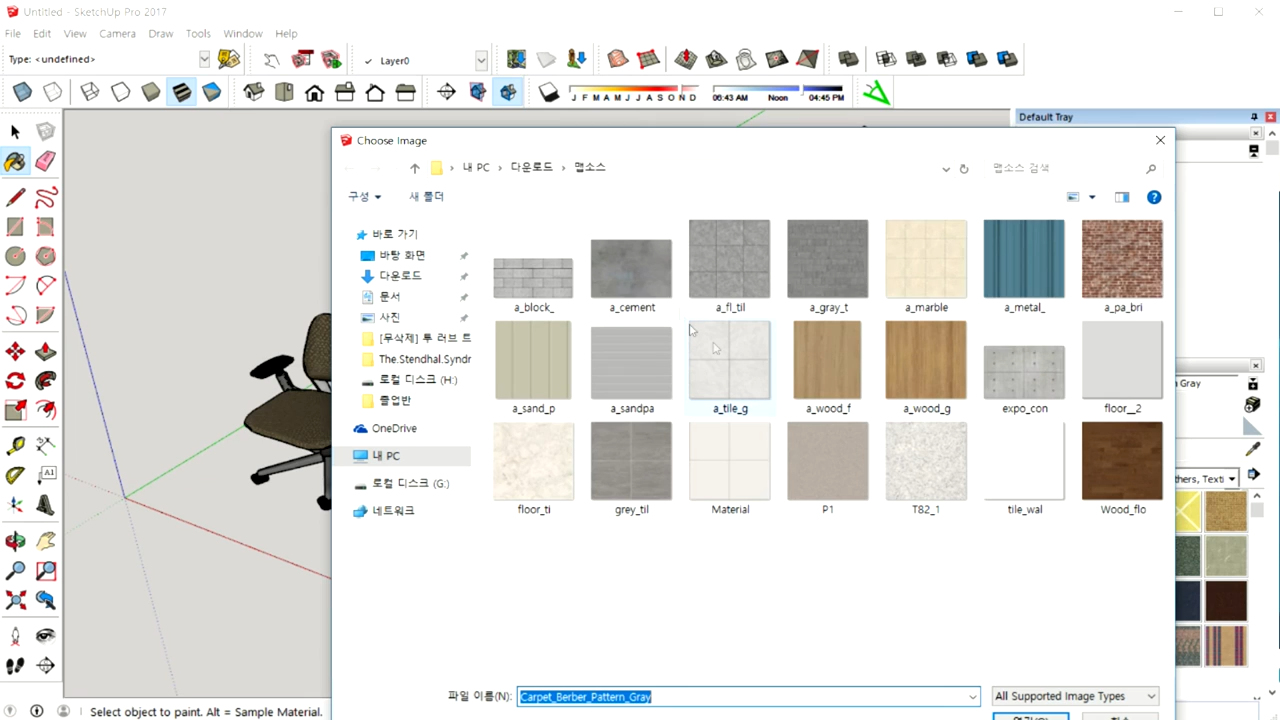 Untitled - SketchUp Pro 2017
File Edit View Camera Draw Tools Window Help
Type: <undefined>
Layer0
J F M A M J J A S O N D
06:43 AM Noon 04:45 PM
Default Tray
Choose Image
내 PC › 다운로드 › 맵소스
맵소스 검색
구성
새 폴더
바로 가기
바탕 화면
다운로드
문서
사진
[무삭제] 투 러브 트
The.Stendhal.Syndr
로컬 디스크 (H:)
졸업반
OneDrive
내 PC
로컬 디스크 (G:)
네트워크
a_block_ a_cement a_fl_til a_gray_t a_marble a_metal_ a_pa_bri
a_sand_p a_sandpa a_tile_g a_wood_f a_wood_g expo_con floor__2
floor_ti grey_til Material P1 T82_1 tile_wal Wood_flo
n Gray
thers, Texti
A1
파일 이름(N): Carpet_Berber_Pattern_Gray
All Supported Image Types
Select object to paint. Alt = Sample Material.